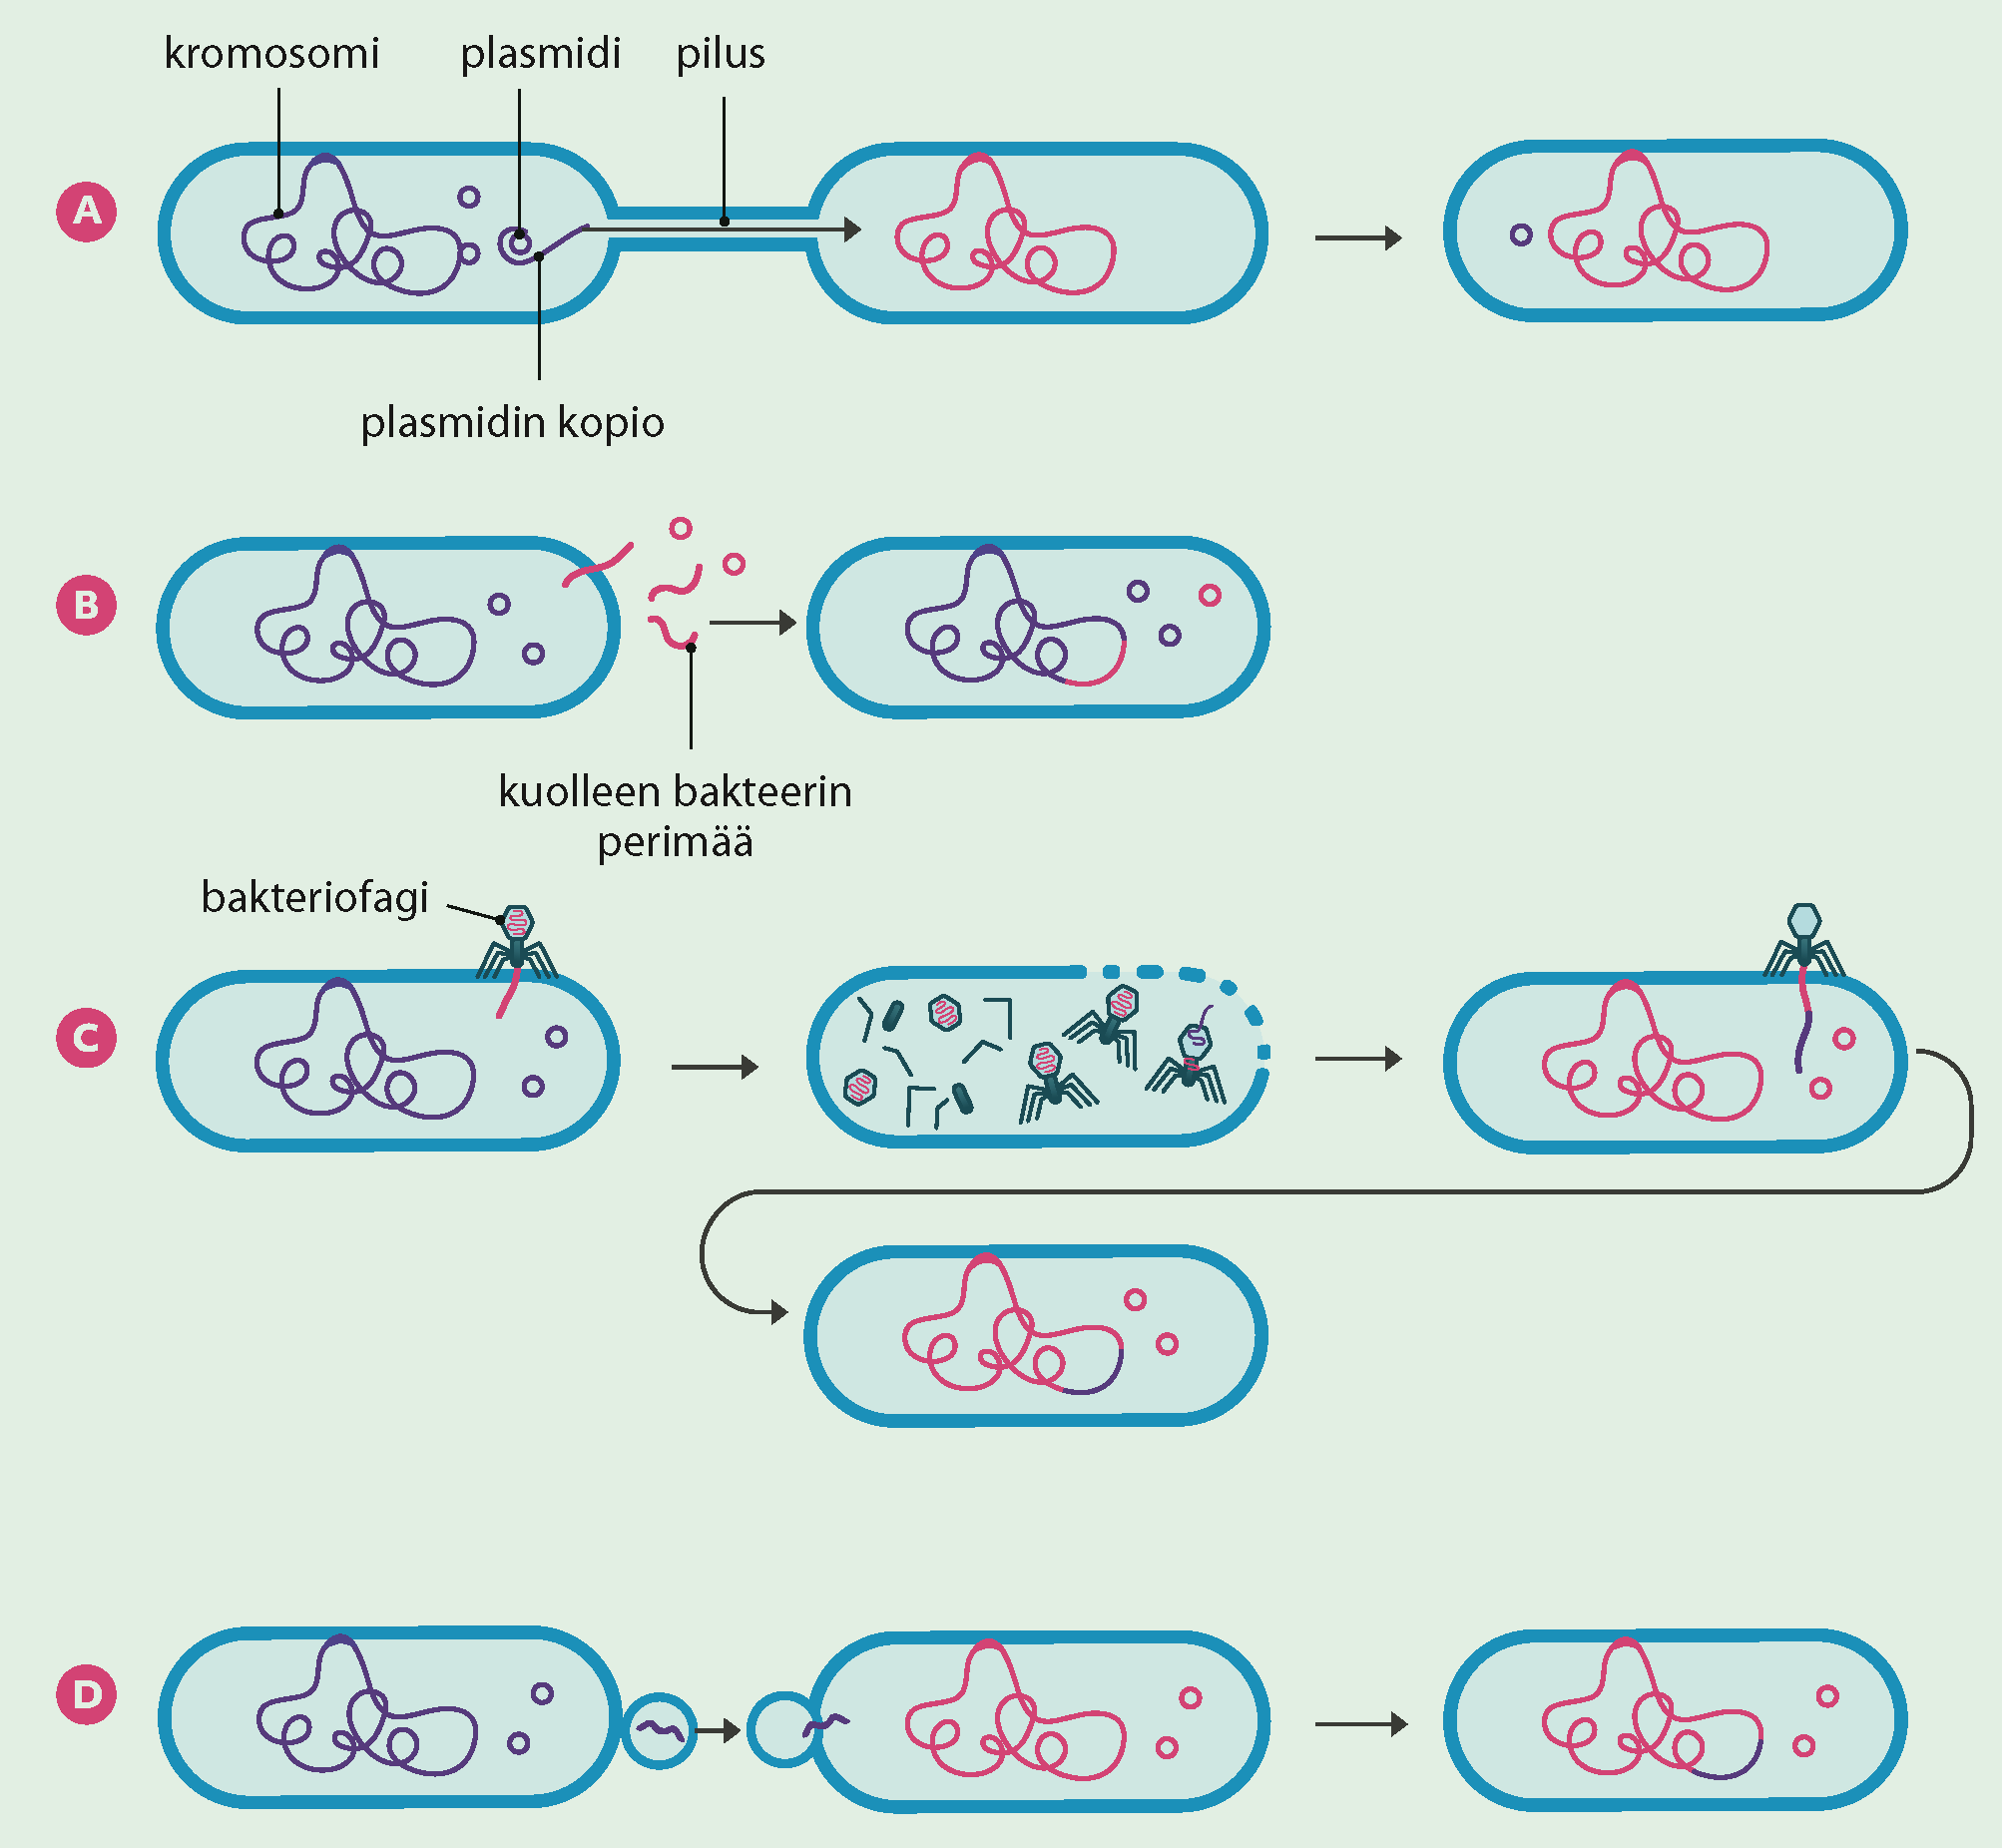 kromosomi
plasmidi
pilus
A
plasmidin kopio
B
kuolleen bakteerin
perimää
bakteriofagi
C
D